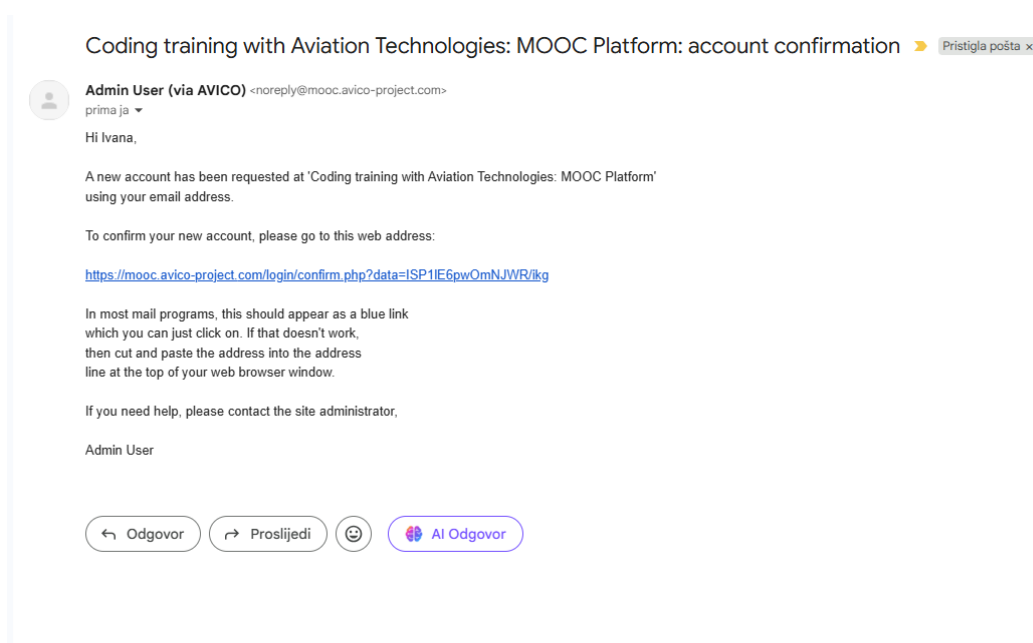 Coding training with Aviation Technologies: MOOC Platform: account confirmation Pristigla pošta ×
Admin User (via AVICO) <noreply@mooc.avico-project.com>
prima ja
Hi Ivana,
A new account has been requested at 'Coding training with Aviation Technologies: MOOC Platform'
using your email address.
To confirm your new account, please go to this web address:
https://mooc.avico-project.com/login/confirm.php?data=ISP1IE6pwOmNJWR/ikg
In most mail programs, this should appear as a blue link
which you can just click on. If that doesn't work,
then cut and paste the address into the address
line at the top of your web browser window.
If you need help, please contact the site administrator,
Admin User
Odgovor Proslijedi AI Odgovor